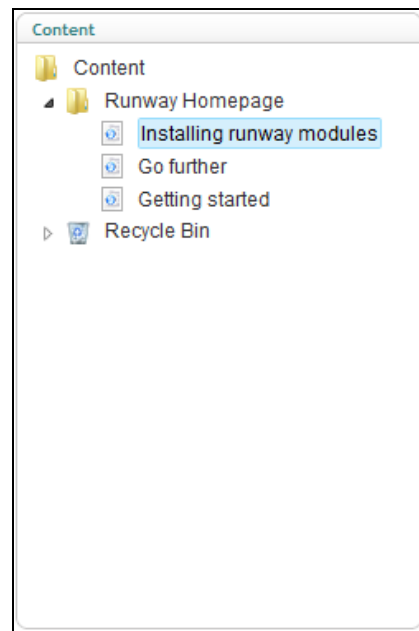 Content
Content
Runway Homepage
Installing runway modules
Go further
Getting started
Recycle Bin